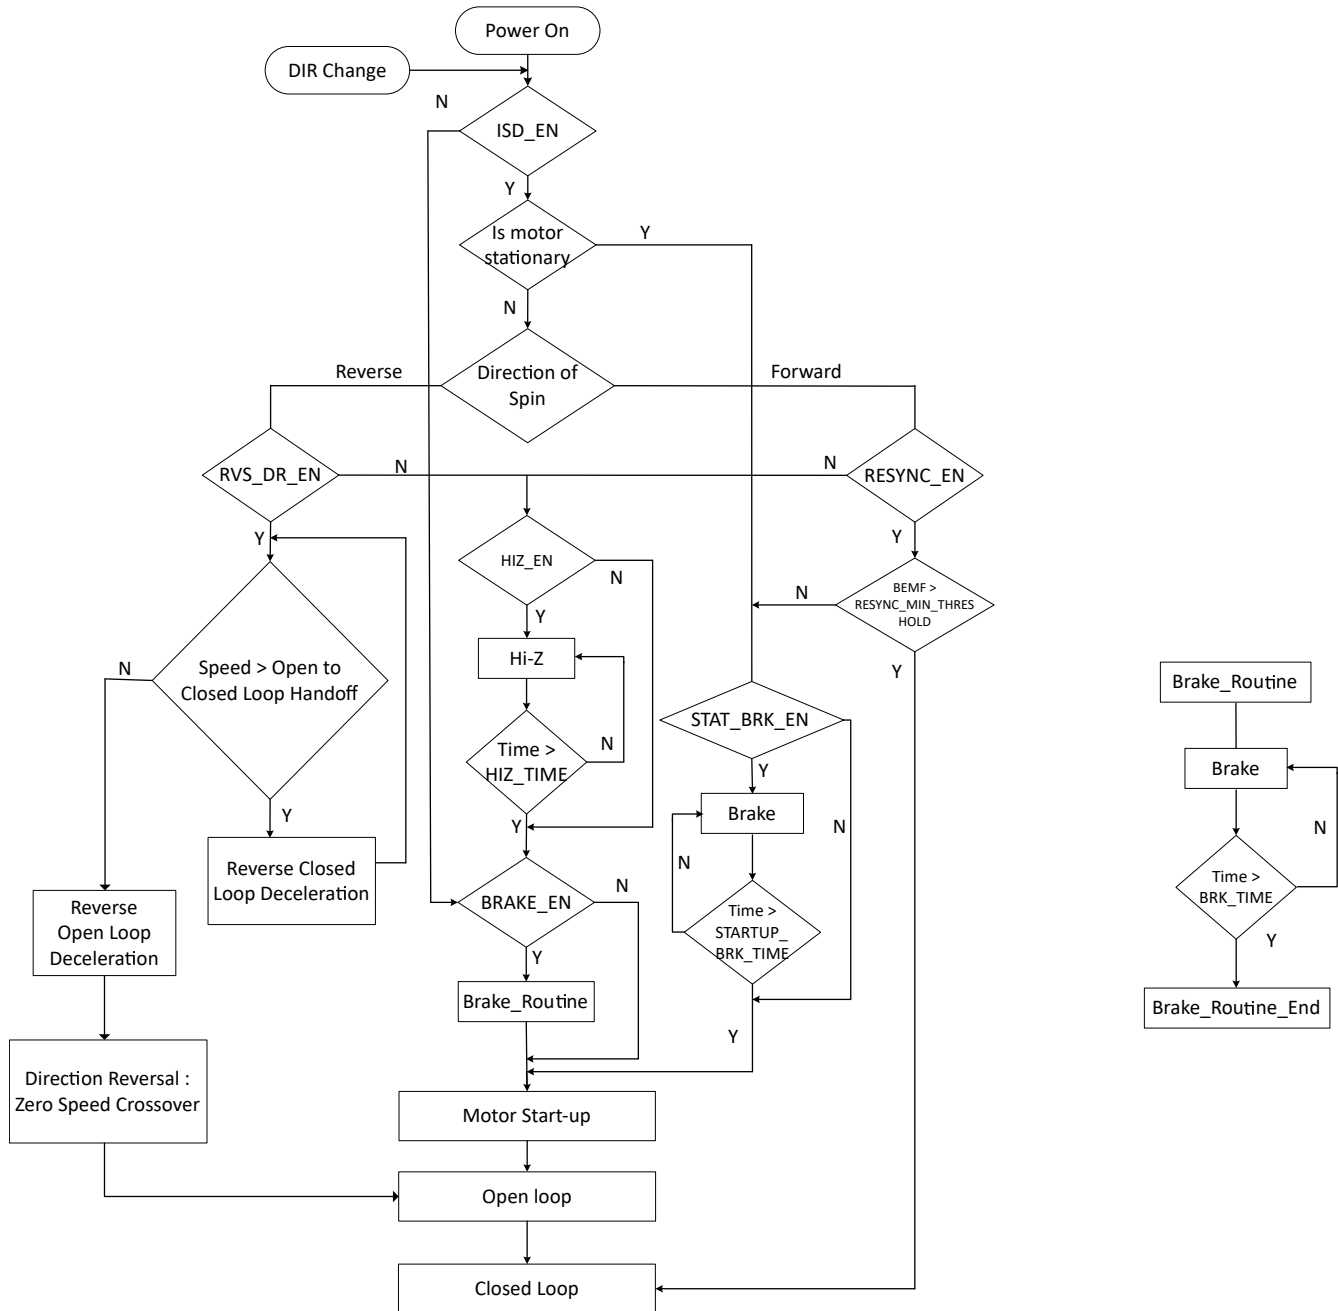 Power On
DIR Change
N
ISD_EN
Y
Is motor
stationary
Y
N
Reverse
Direction of
Spin
Forward
RVS_DR_EN
N
N
RESYNC_EN
Y
Y
HIZ_EN
N
N
BEMF >
RESYNC_MIN_THRES
HOLD
Y
Hi-Z
N
Speed > Open to
Closed Loop Handoff
Y
Brake_Routine
STAT_BRK_EN
Time >
HIZ_TIME
N
Y
Brake
Y
Y
Brake
N
N
Reverse Closed
Loop Deceleration
N
Time >
BRK_TIME
BRAKE_EN
N
Reverse
Open Loop
Deceleration
Time >
STARTUP_
BRK_TIME
Y
Y
Brake_Routine
Brake_Routine_End
Y
Direction Reversal :
Zero Speed Crossover
Motor Start-up
Open loop
Closed Loop